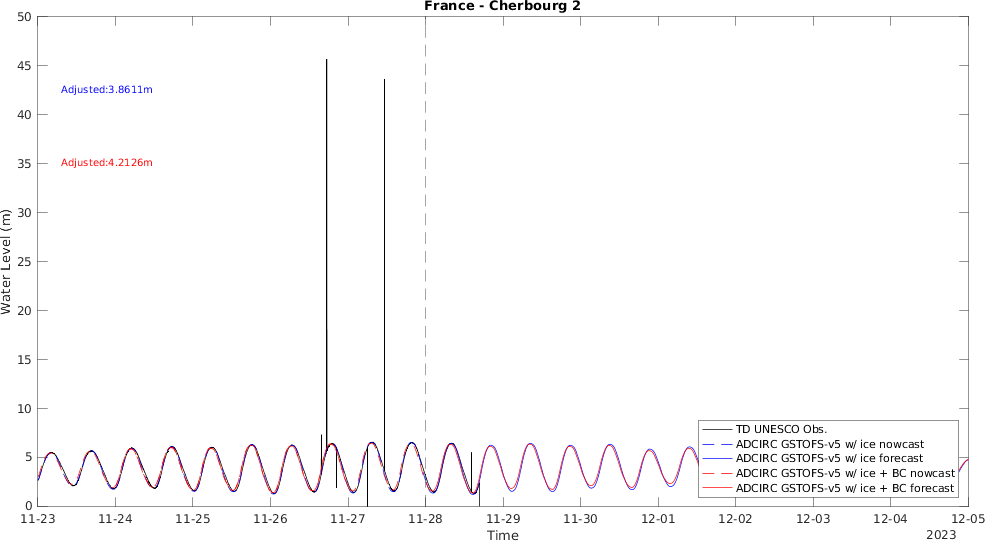 France - Cherbourg 2
50
45
40
35
30
25
20
15
10
5
0
Water Level (m)
Adjusted:3.8611m
Adjusted:4.2126m
TD UNESCO Obs.
ADCIRC GSTOFS-v5 w/ ice nowcast
ADCIRC GSTOFS-v5 w/ ice forecast
ADCIRC GSTOFS-v5 w/ ice + BC nowcast
ADCIRC GSTOFS-v5 w/ ice + BC forecast
11-23 11-24 11-25 11-26 11-27 11-28 11-29 11-30 12-01 12-02 12-03 12-04 12-05
Time
2023